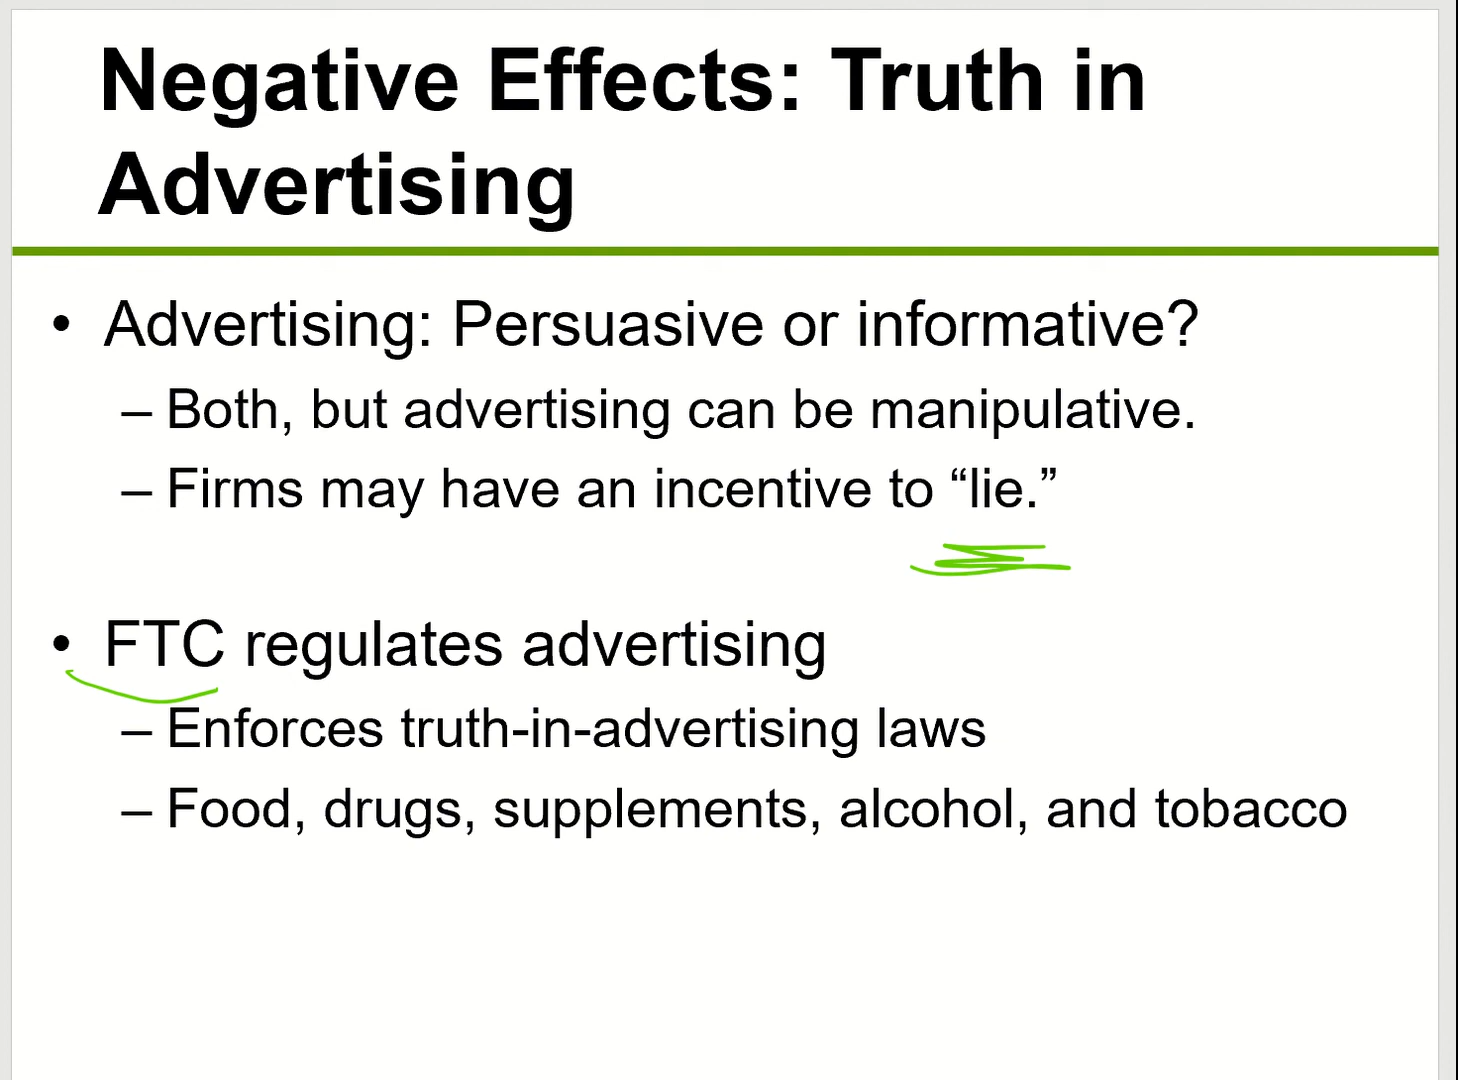 Negative Effects: Truth in
Advertising
• Advertising: Persuasive or informative?
– Both, but advertising can be manipulative.
– Firms may have an incentive to “lie.”
• FTC regulates advertising
– Enforces truth-in-advertising laws
– Food, drugs, supplements, alcohol, and tobacco